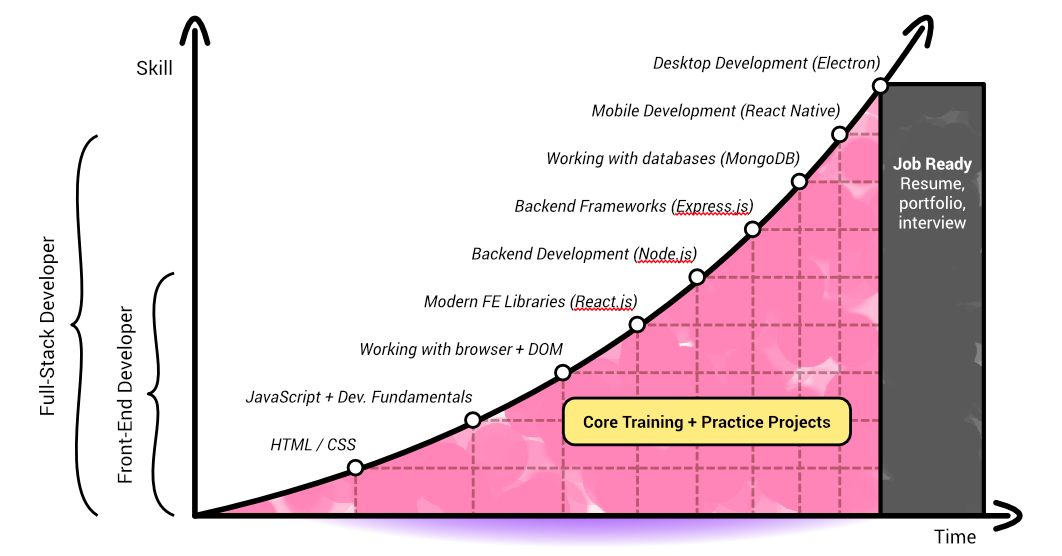 Skill
Desktop Development (Electron)
Mobile Development (React Native)
Working with databases (MongoDB)
Backend Frameworks (Express.js)
Backend Development (Node.js)
Modern FE Libraries (React.js)
Working with browser + DOM
JavaScript + Dev. Fundamentals
HTML / CSS
Full-Stack Developer
Front-End Developer
Core Training + Practice Projects
Job Ready
Resume,
portfolio,
interview
Time